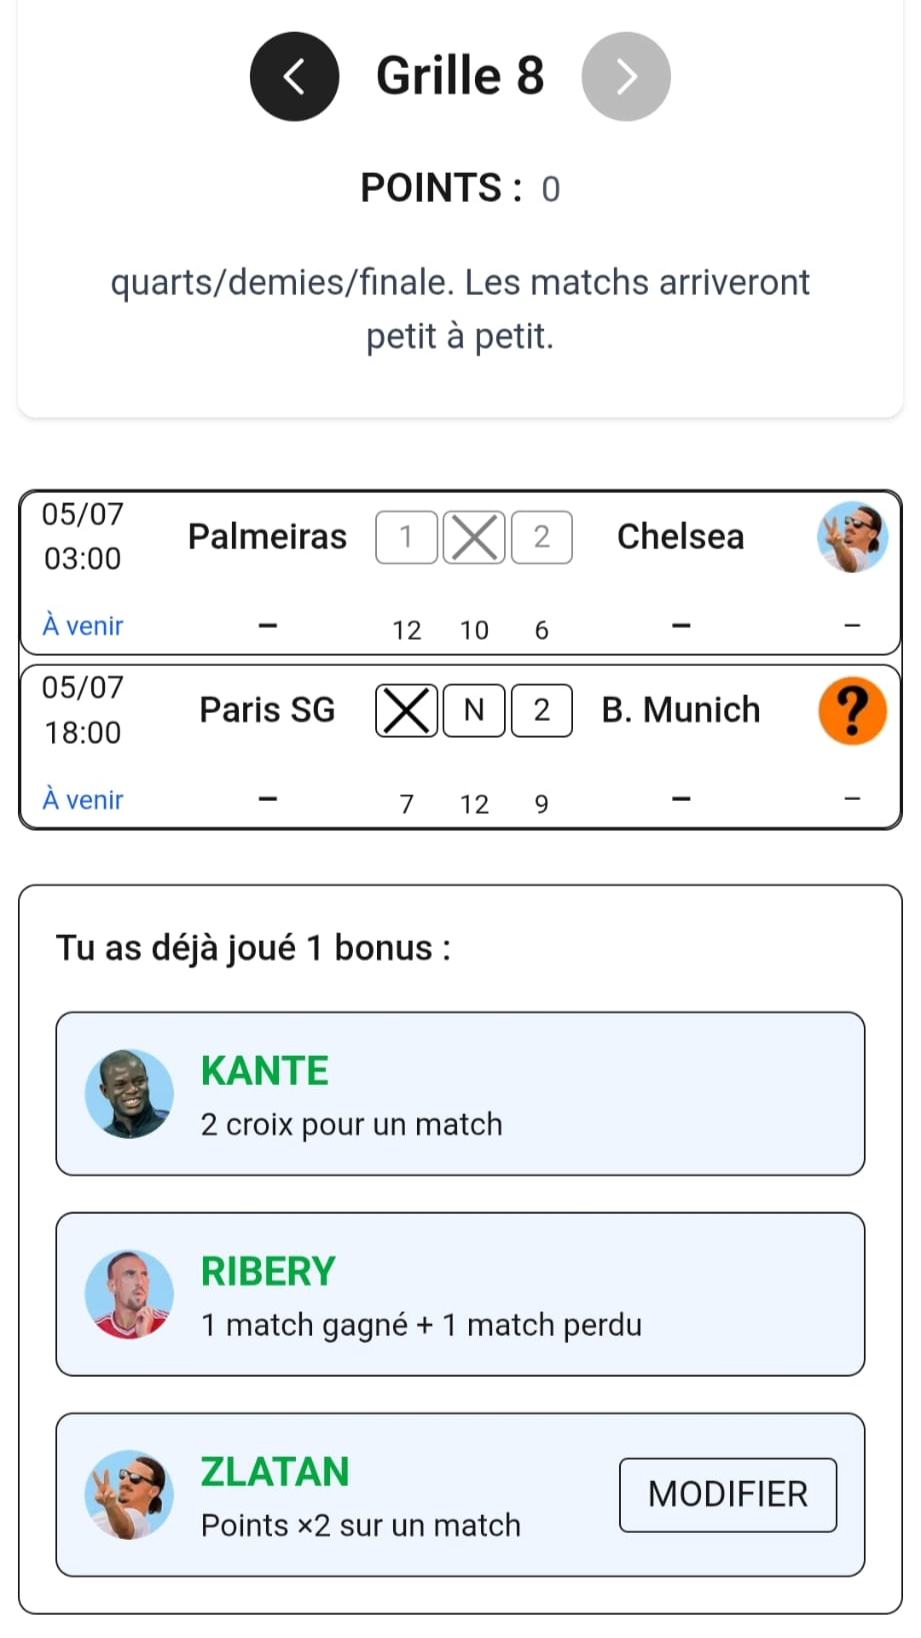 Grille 8
POINTS : 0
quarts/demies/finale. Les matchs arriveront
petit à petit.
05/07
03:00
Palmeiras 1 2 Chelsea
À venir – 12 10 6 – –
05/07
18:00
Paris SG N 2 B. Munich ?
À venir – 7 12 9 – –
Tu as déjà joué 1 bonus :
KANTE
2 croix pour un match
RIBERY
1 match gagné + 1 match perdu
ZLATAN
Points ×2 sur un match
MODIFIER